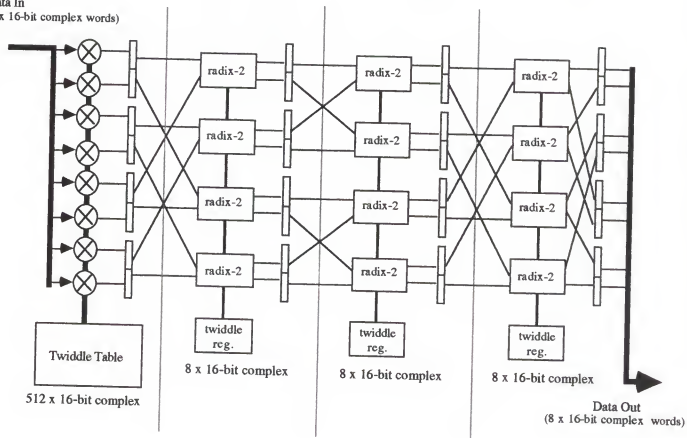 ata In
x 16-bit complex words)
radix-2
radix-2
radix-2
radix-2
radix-2
radix-2
radix-2
radix-2
radix-2
radix-2
radix-2
radix-2
Twiddle Table
512 x 16-bit complex
twiddle
reg.
8 x 16-bit complex
twiddle
reg.
8 x 16-bit complex
twiddle
reg.
8 x 16-bit complex
Data Out
(8 x 16-bit complex words)